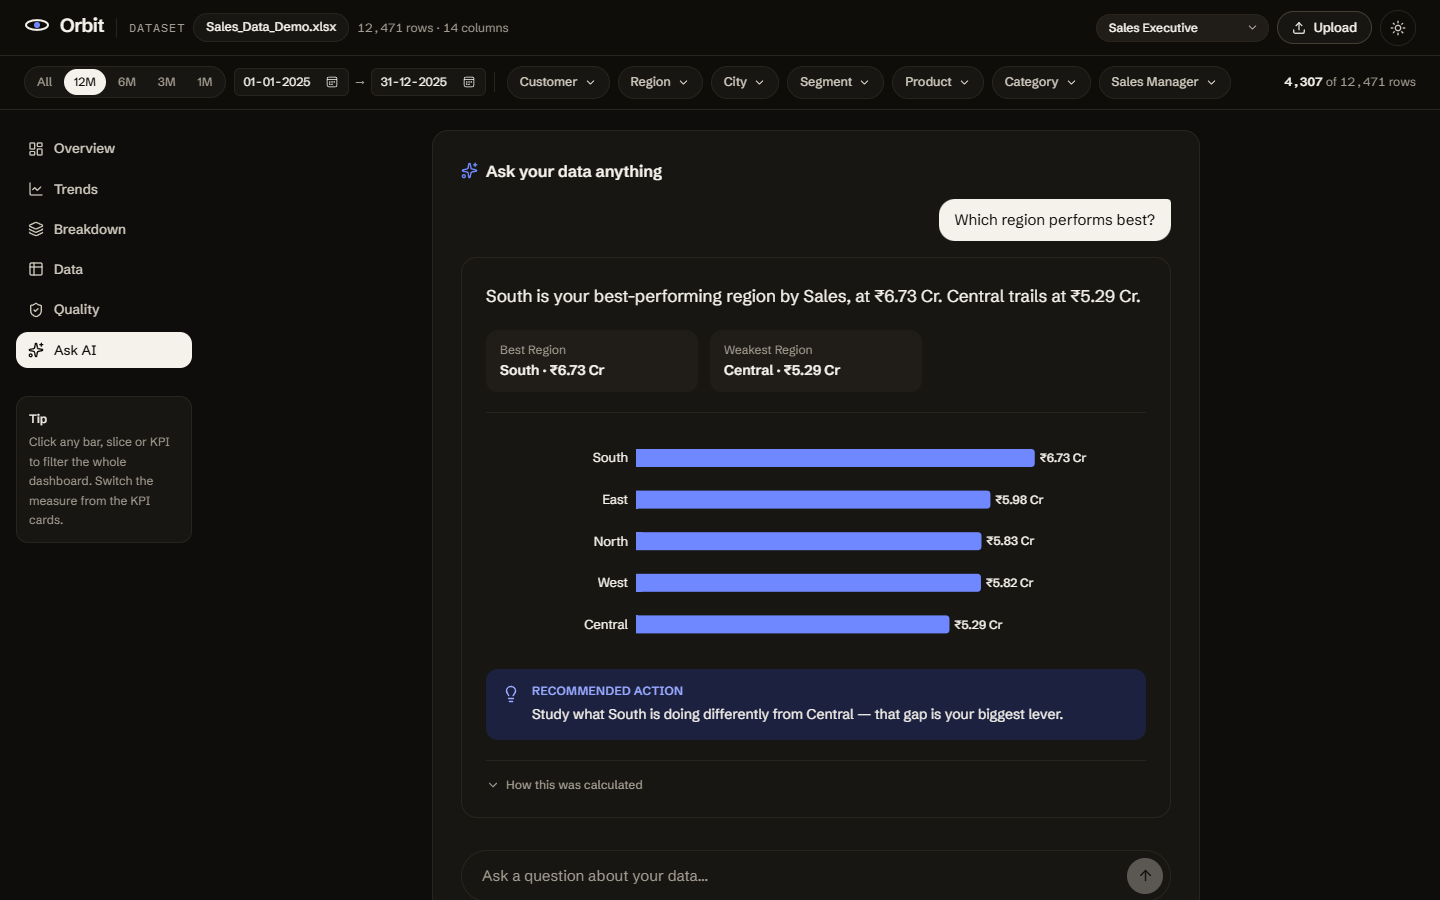 Orbit
DATASET
Sales_Data_Demo.xlsx
12,471 rows · 14 columns
Sales Executive
Upload
All
12M
6M
3M
1M
01-01-2025
→
31-12-2025
Customer
Region
City
Segment
Product
Category
Sales Manager
4,307 of 12,471 rows
Overview
Trends
Breakdown
Data
Quality
Ask AI
Tip
Click any bar, slice or KPI
to filter the whole
dashboard. Switch the
measure from the KPI
cards.
Ask your data anything
Which region performs best?
South is your best-performing region by Sales, at ₹6.73 Cr. Central trails at ₹5.29 Cr.
Best Region
South · ₹6.73 Cr
Weakest Region
Central · ₹5.29 Cr
South ₹6.73 Cr
East ₹5.98 Cr
North ₹5.83 Cr
West ₹5.82 Cr
Central ₹5.29 Cr
RECOMMENDED ACTION
Study what South is doing differently from Central — that gap is your biggest lever.
How this was calculated
Ask a question about your data...